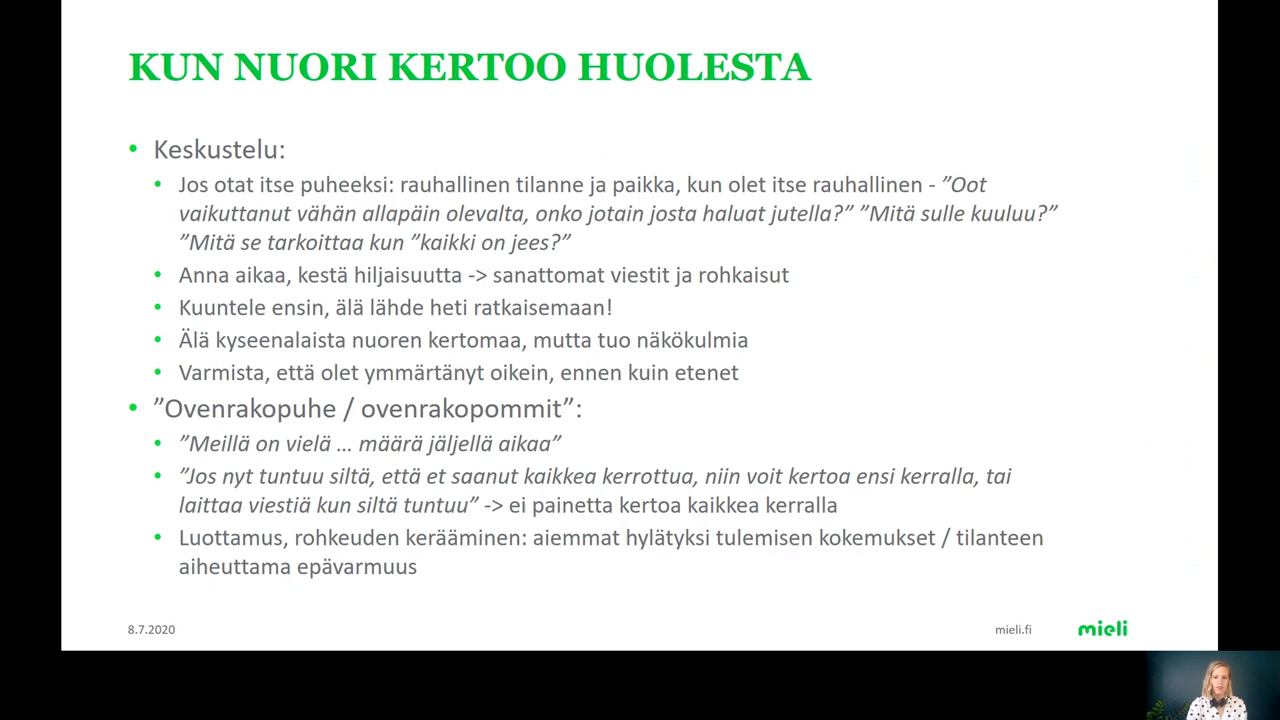 KUN NUORI KERTOO HUOLESTA
• Keskustelu:
• Jos otat itse puheeksi: rauhallinen tilanne ja paikka, kun olet itse rauhallinen - ”Oot
vaikuttanut vähän allapäin olevalta, onko jotain josta haluat jutella?” ”Mitä sulle kuuluu?”
”Mitä se tarkoittaa kun ”kaikki on jees?”
• Anna aikaa, kestä hiljaisuutta -> sanattomat viestit ja rohkaisut
• Kuuntele ensin, älä lähde heti ratkaisemaan!
• Älä kyseenalaista nuoren kertomaa, mutta tuo näkökulmia
• Varmista, että olet ymmärtänyt oikein, ennen kuin etenet
• ”Ovenrakopuhe / ovenrakopommit”:
• ”Meillä on vielä … määrä jäljellä aikaa”
• ”Jos nyt tuntuu siltä, että et saanut kaikkea kerrottua, niin voit kertoa ensi kerralla, tai
laittaa viestiä kun siltä tuntuu” -> ei painetta kertoa kaikkea kerralla
• Luottamus, rohkeuden kerääminen: aiemmat hylätyksi tulemisen kokemukset / tilanteen
aiheuttama epävarmuus
8.7.2020
mieli.fi
mieli